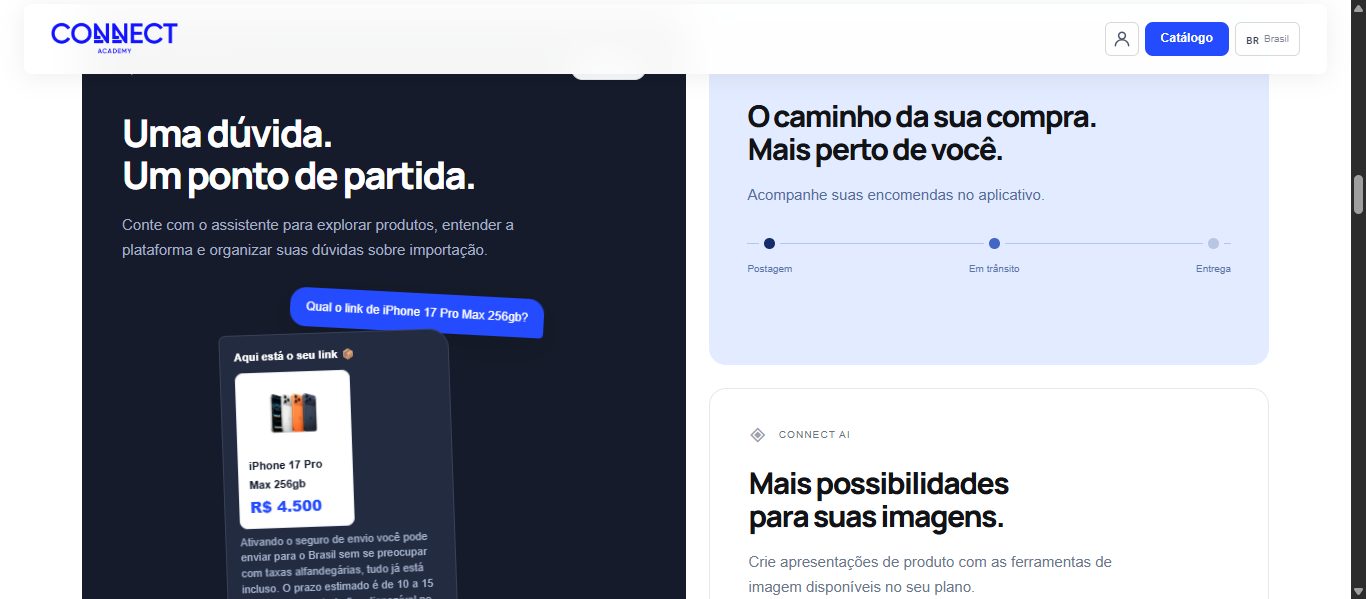 CONNECT
ACADEMY
Catálogo
BR Brasil
Uma dúvida.
Um ponto de partida.
Conte com o assistente para explorar produtos, entender a
plataforma e organizar suas dúvidas sobre importação.
Qual o link de iPhone 17 Pro Max 256gb?
Aqui está o seu link
iPhone 17 Pro
Max 256gb
R$ 4.500
Ativando o seguro de envio você pode
enviar para o Brasil sem se preocupar
com taxas alfandegárias, tudo já está
incluso. O prazo estimado é de 10 a 15
O caminho da sua compra.
Mais perto de você.
Acompanhe suas encomendas no aplicativo.
Postagem
Em trânsito
Entrega
CONNECT AI
Mais possibilidades
para suas imagens.
Crie apresentações de produto com as ferramentas de
imagem disponíveis no seu plano.